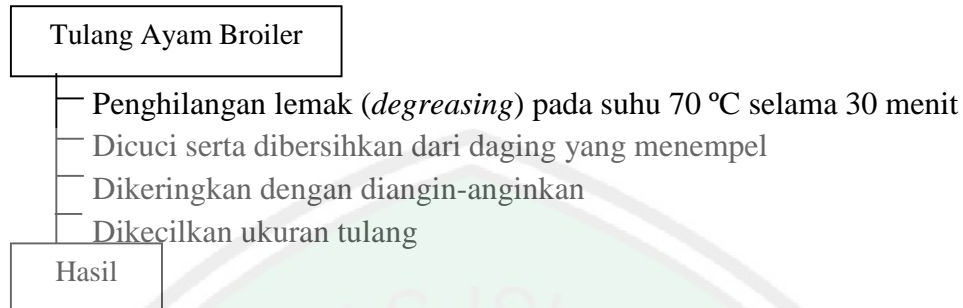 Tulang Ayam Broiler
Penghilangan lemak (degreasing) pada suhu 70 ºC selama 30 menit
Dicuci serta dibersihkan dari daging yang menempel
Dikeringkan dengan diangin-anginkan
Dikecilkan ukuran tulang
Hasil